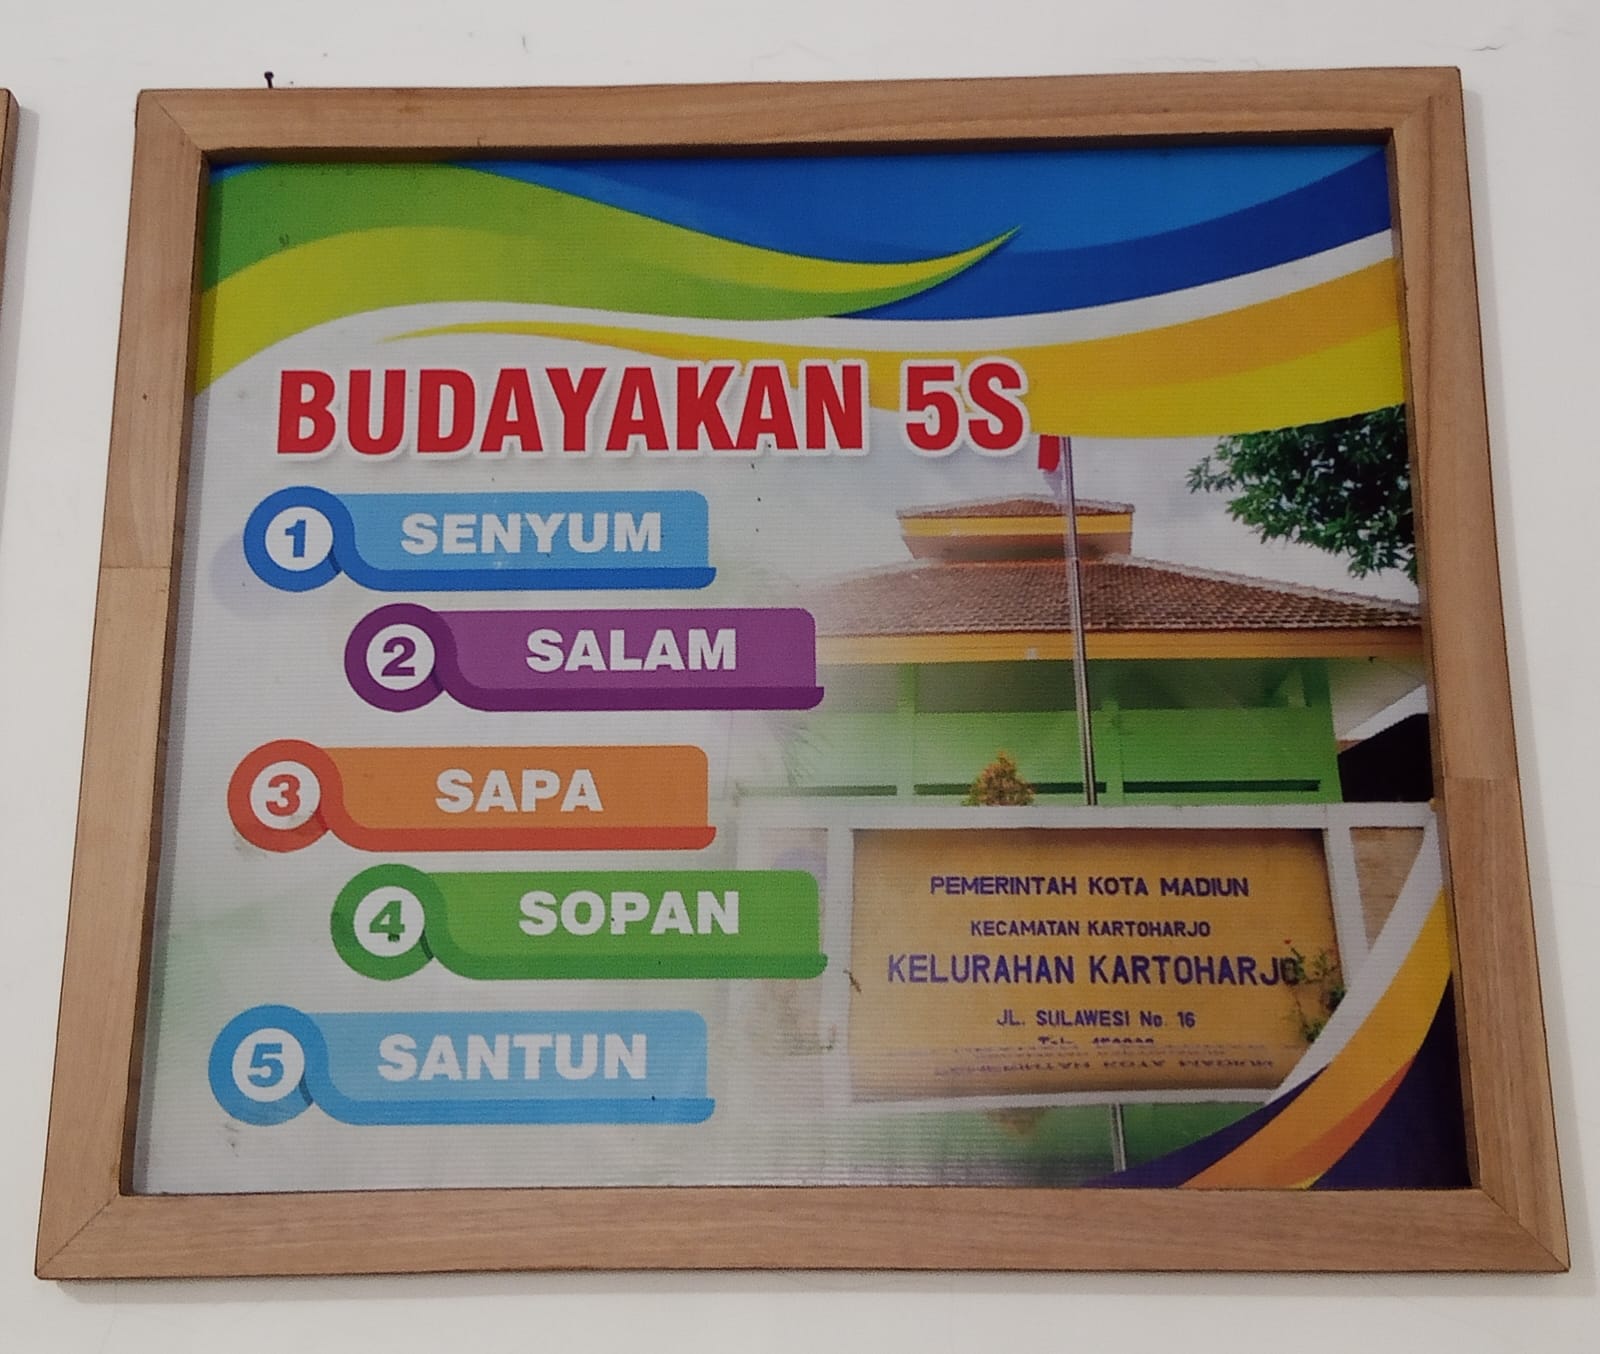 BUDAYAKAN 5S
1 SENYUM
2 SALAM
3 SAPA
4 SOPAN
5 SANTUN
PEMERINTAH KOTA MADIUN
KECAMATAN KARTOHARJO
KELURAHAN KARTOHARJO
JL. SULAWESI No. 16